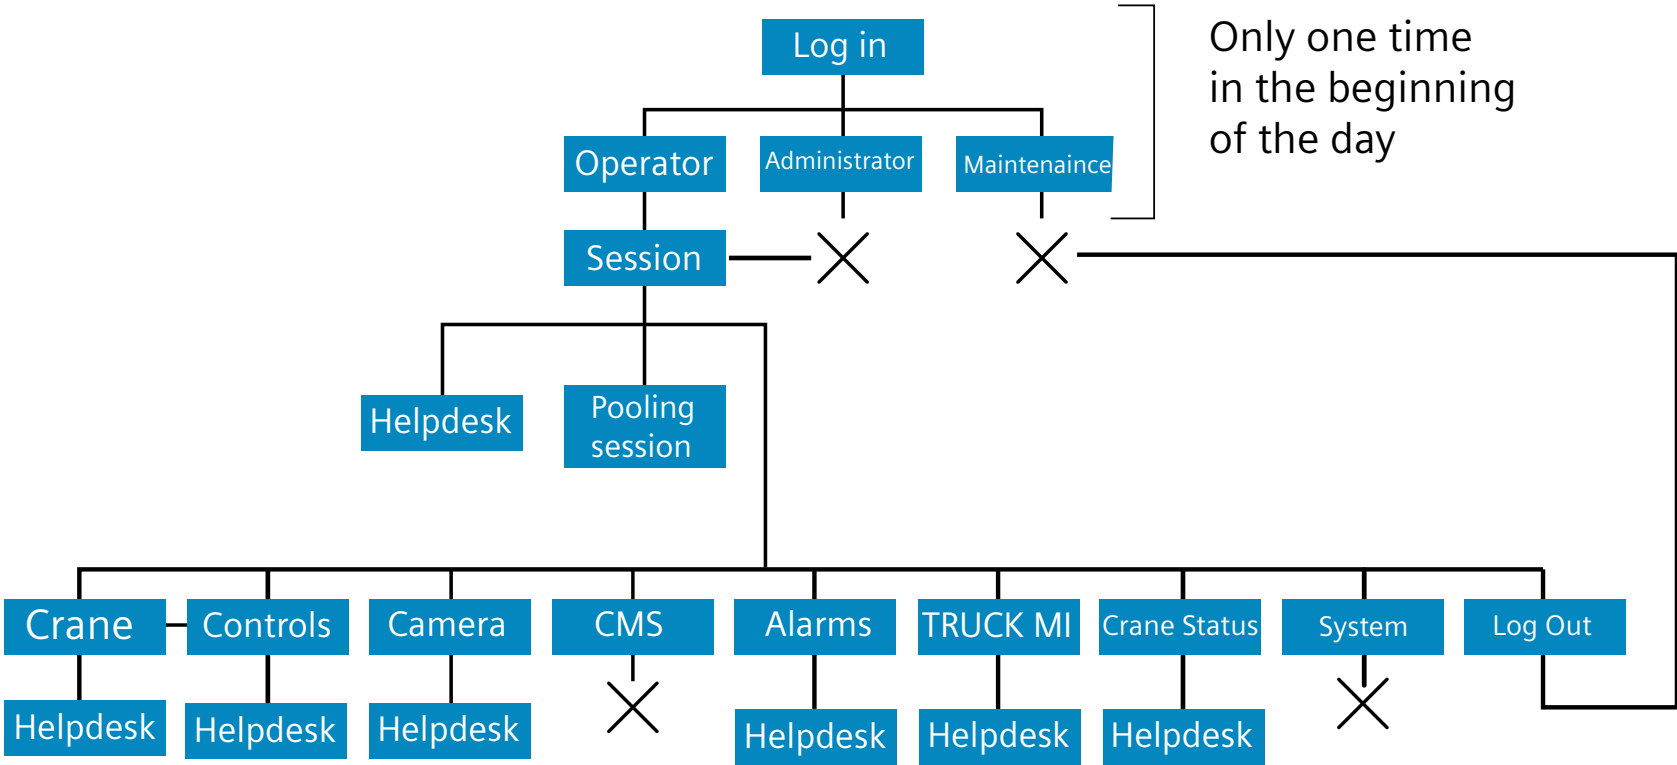 Log in
Only one time
in the beginning
of the day
Operator
Administrator
Maintenaince
Session
Helpdesk
Pooling
session
Crane
Controls
Camera
CMS
Alarms
TRUCK MI
Crane Status
System
Log Out
Helpdesk
Helpdesk
Helpdesk
Helpdesk
Helpdesk
Helpdesk